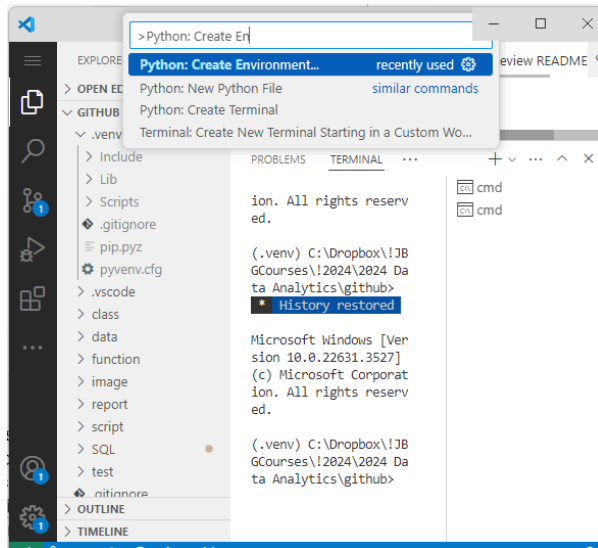 >Python: Create En
Python: Create Environment... recently used
Python: New Python File similar commands
Python: Create Terminal
Terminal: Create New Terminal Starting in a Custom Wo...
eview README
EXPLORE
OPEN ED
GITHUB
.venv
Include
Lib
Scripts
.gitignore
pip.pyz
pyvenv.cfg
.vscode
class
data
function
image
report
script
SQL
test
.gitignore
OUTLINE
TIMELINE
1
1
1
PROBLEMS TERMINAL ...
ion. All rights reserv
ed.
(.venv) C:\Dropbox\!JB
GCourses\!2024\2024 Da
ta Analytics\github>
* History restored
Microsoft Windows [Ver
sion 10.0.22631.3527]
(c) Microsoft Corporat
ion. All rights reserv
ed.
(.venv) C:\Dropbox\!JB
GCourses\!2024\2024 Da
ta Analytics\github>
cmd
cmd